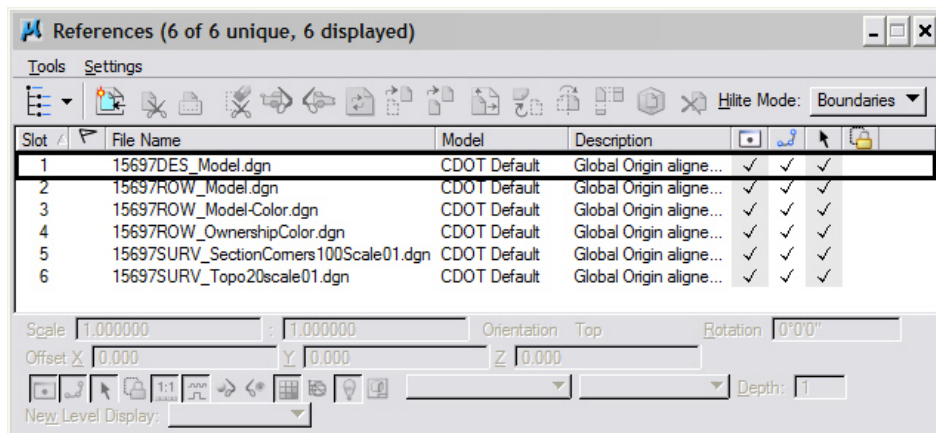 References (6 of 6 unique, 6 displayed)
Tools Settings
Hilite Mode: Boundaries
Slot File Name Model Description
1 15697DES_Model.dgn CDOT Default Global Origin aligne...
2 15697ROW_Model.dgn CDOT Default Global Origin aligne...
3 15697ROW_Model-Color.dgn CDOT Default Global Origin aligne...
4 15697ROW_OwnershipColor.dgn CDOT Default Global Origin aligne...
5 15697SURV_SectionCorners100Scale01.dgn CDOT Default Global Origin aligne...
6 15697SURV_Topo20scale01.dgn CDOT Default Global Origin aligne...
Scale 1.000000 : 1.000000 Orientation Top Rotation 0°0'0"
Offset X 0.000 Y 0.000 Z 0.000
1:1 Depth: 1
New Level Display: